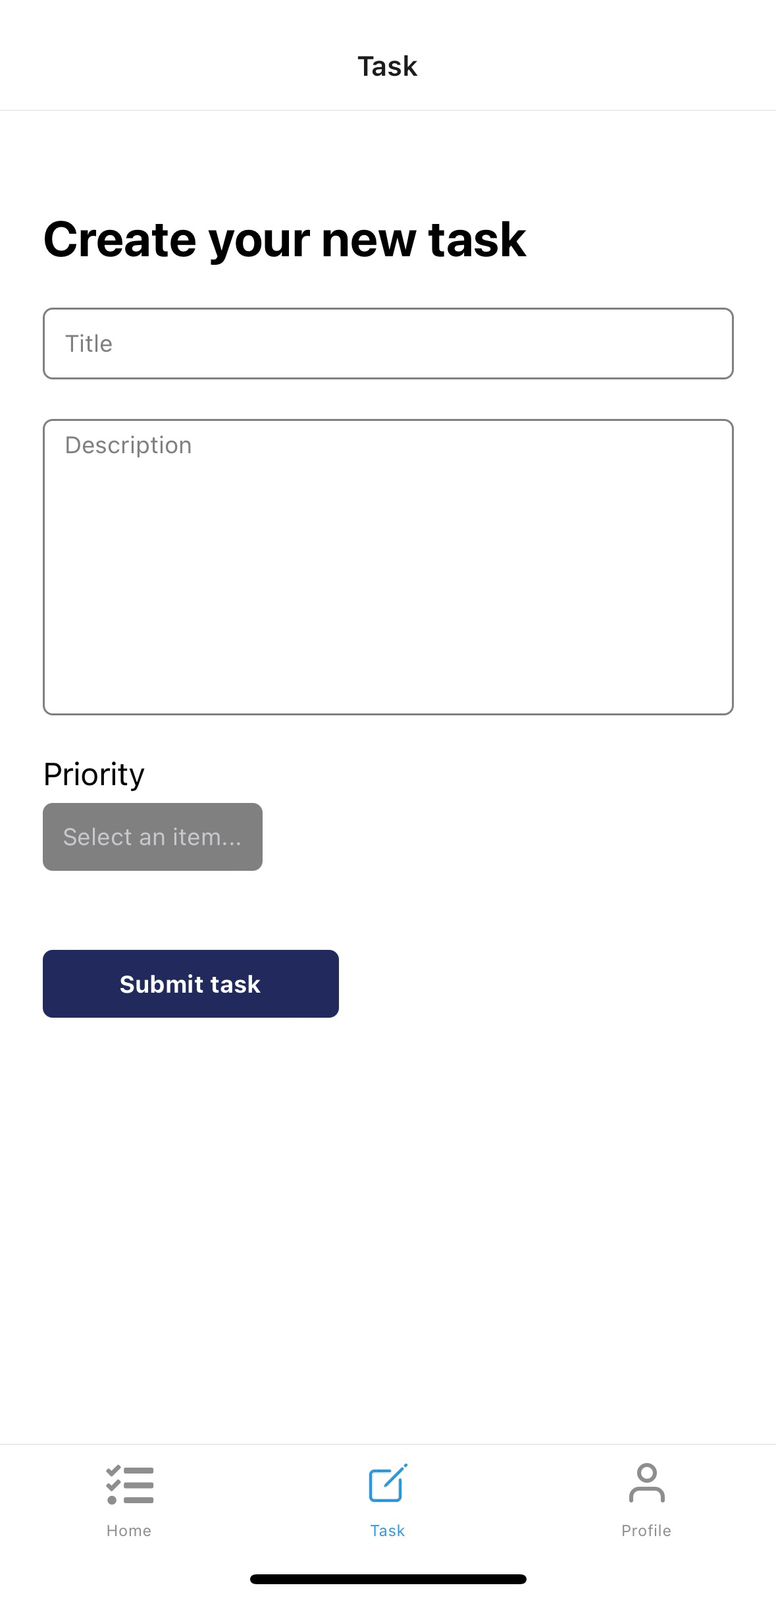 Task
Create your new task
Title
Description
Priority
Select an item...
Submit task
Home
Task
Profile